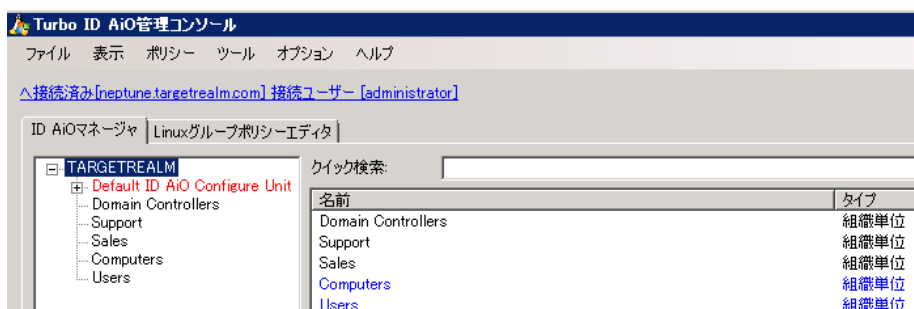 Turbo ID AiO管理コンソール
ファイル 表示 ポリシー ツール オプション ヘルプ
へ接続済み[neptune.targetrealm.com] 接続ユーザー [administrator]
ID AiOマネージャ Linuxグループポリシーエディタ
TARGETREALM
Default ID AiO Configure Unit
Domain Controllers
Support
Sales
Computers
Users
クイック検索:
名前 タイプ
Domain Controllers 組織単位
Support 組織単位
Sales 組織単位
Computers 組織単位
Users 組織単位